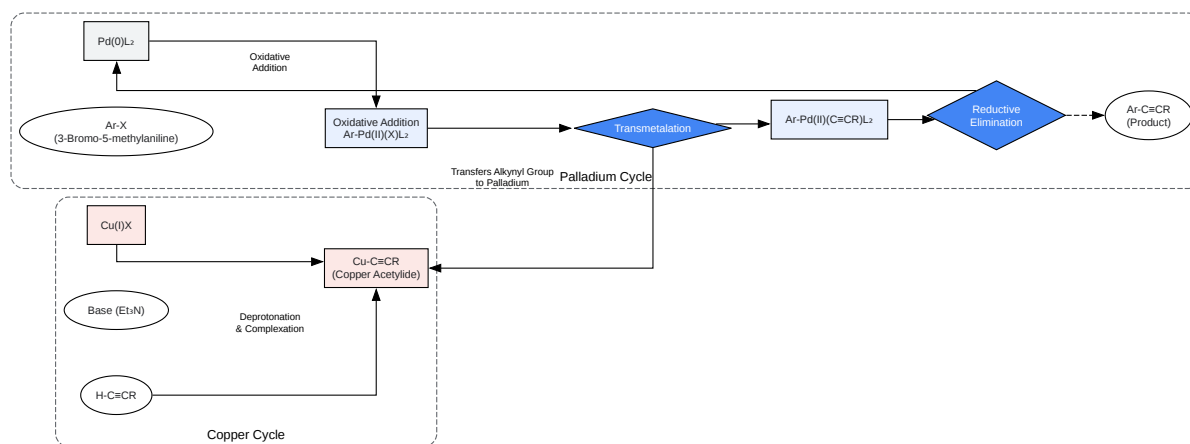 Pd(0)L₂
Oxidative
Addition
Ar-X
(3-Bromo-5-methylaniline)
Oxidative Addition
Ar-Pd(II)(X)L₂
Transmetalation
Ar-Pd(II)(C≡CR)L₂
Reductive
Elimination
Ar-C≡CR
(Product)
Transfers Alkynyl Group
to Palladium
Palladium Cycle
Cu(I)X
Cu-C≡CR
(Copper Acetylide)
Base (Et₃N)
Deprotonation
& Complexation
H-C≡CR
Copper Cycle